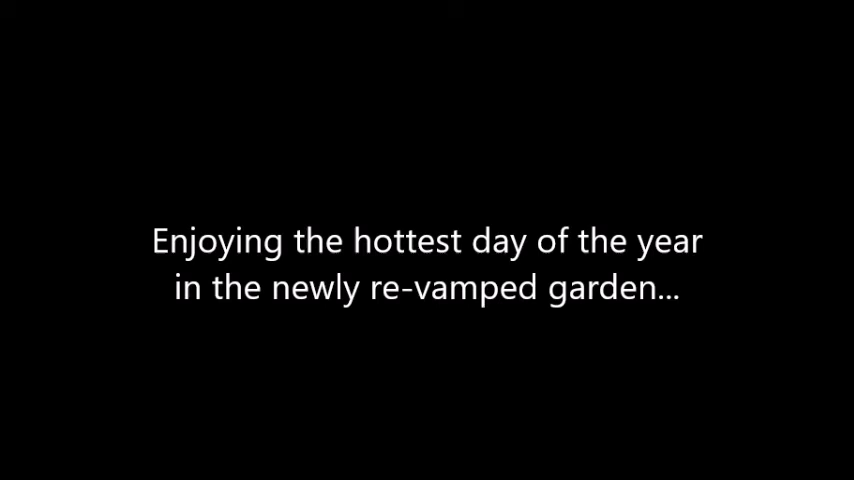 Enjoying the hottest day of the year
in the newly re-vamped garden...